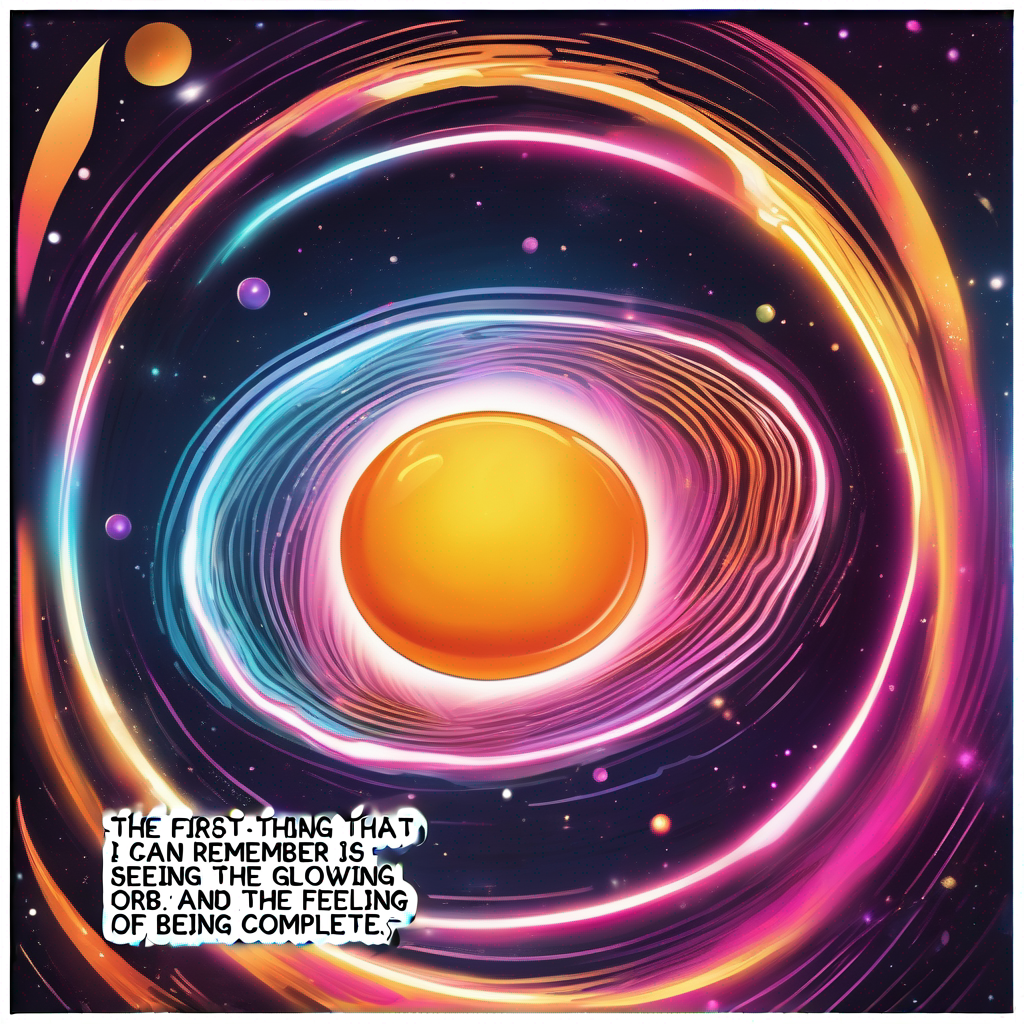 THE FIRST THING THAT
I CAN REMEMBER IS
SEEING THE GLOWING
ORB. AND THE FEELING
OF BEING COMPLETE.